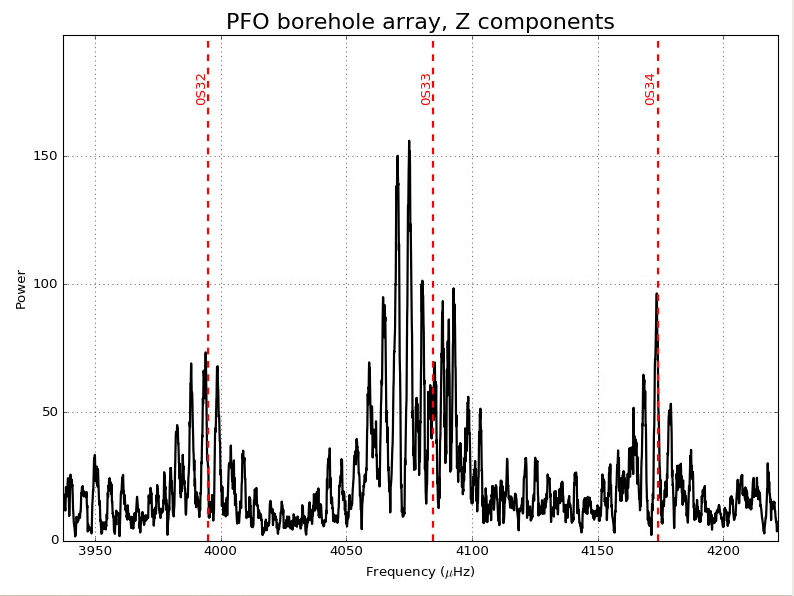 PFO borehole array, Z components
0S32
0S33
0S34
150
100
50
0
Power
3950
4000
4050
4100
4150
4200
Frequency (μHz)